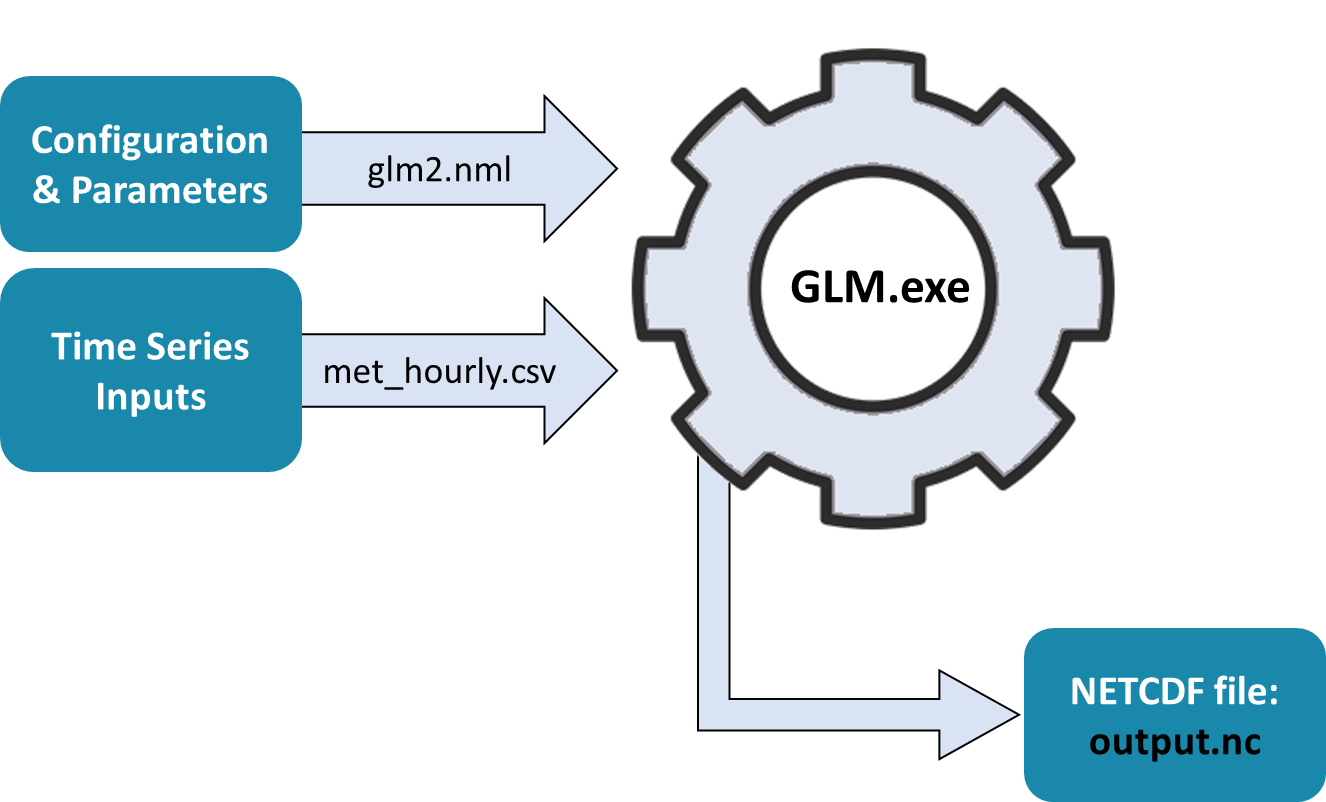 Configuration
& Parameters
glm2.nml
Time Series
Inputs
met_hourly.csv
GLM.exe
NETCDF file:
output.nc